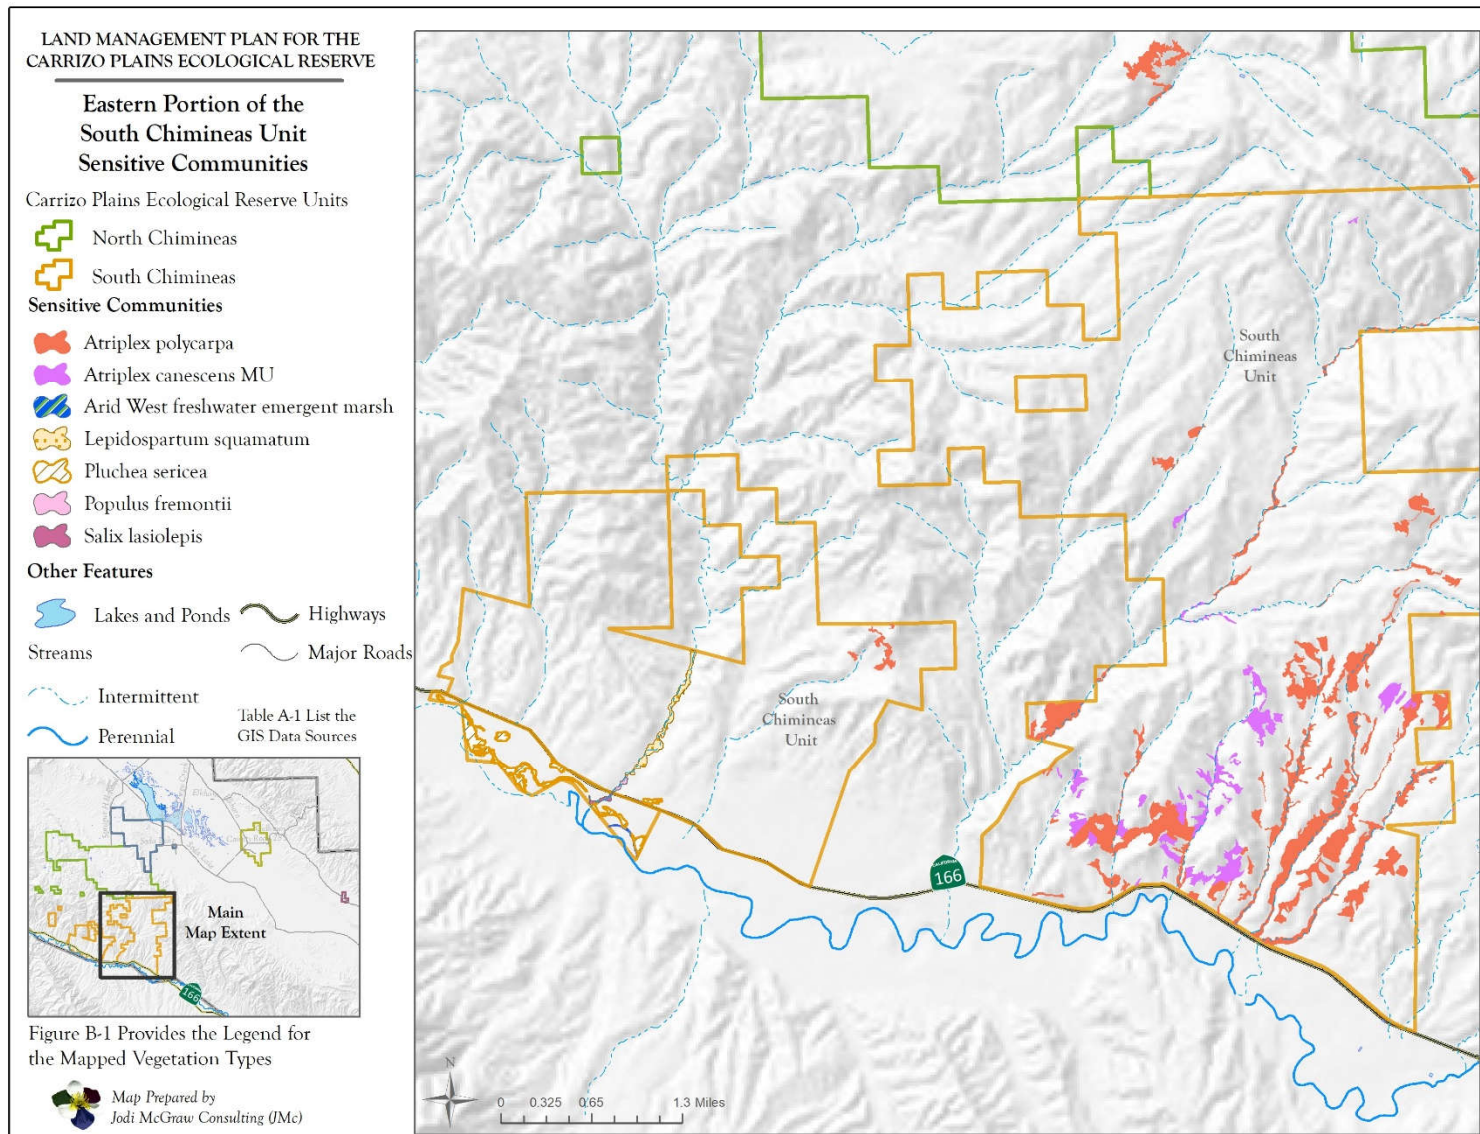 LAND MANAGEMENT PLAN FOR THE
CARRIZO PLAINS ECOLOGICAL RESERVE
Eastern Portion of the
South Chimineas Unit
Sensitive Communities
Carrizo Plains Ecological Reserve Units
North Chimineas
South Chimineas
Sensitive Communities
Atriplex polycarpa
Atriplex canescens MU
Arid West freshwater emergent marsh
Lepidospartum squamatum
Pluchea sericea
Populus fremontii
Salix lasiolepis
Other Features
Lakes and Ponds
Highways
Streams
Major Roads
Intermittent
Perennial
Table A-1 List the
GIS Data Sources
Main
Map Extent
166
Figure B-1 Provides the Legend for
the Mapped Vegetation Types
Map Prepared by
Jodi McGraw Consulting (JMc)
South
Chimineas
Unit
South
Chimineas
Unit
CALIFORNIA
166
N
0 0.325 0.65 1.3 Miles